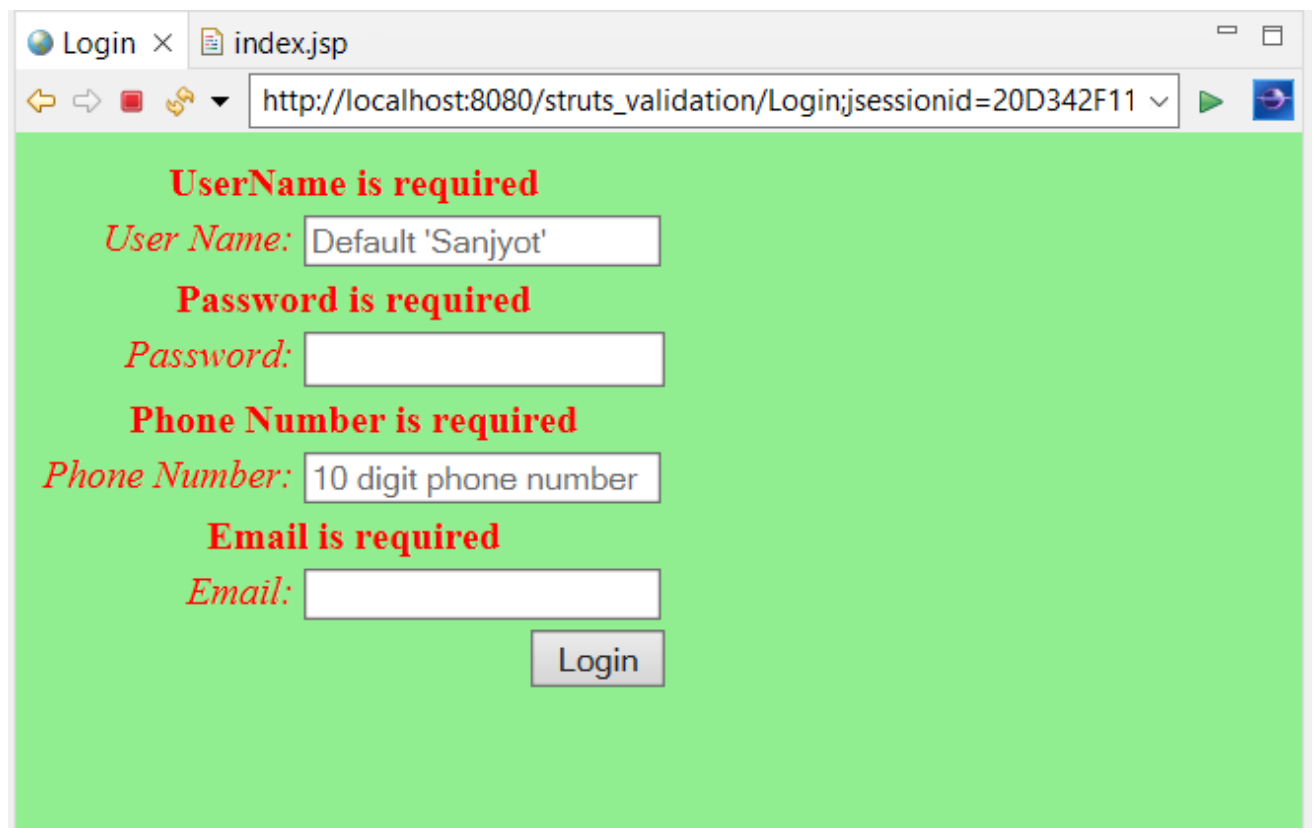 Login
index.jsp
http://localhost:8080/struts_validation/Login;jsessionid=20D342F11
UserName is required
User Name: Default 'Sanjyot'
Password is required
Password:
Phone Number is required
Phone Number: 10 digit phone number
Email is required
Email:
Login